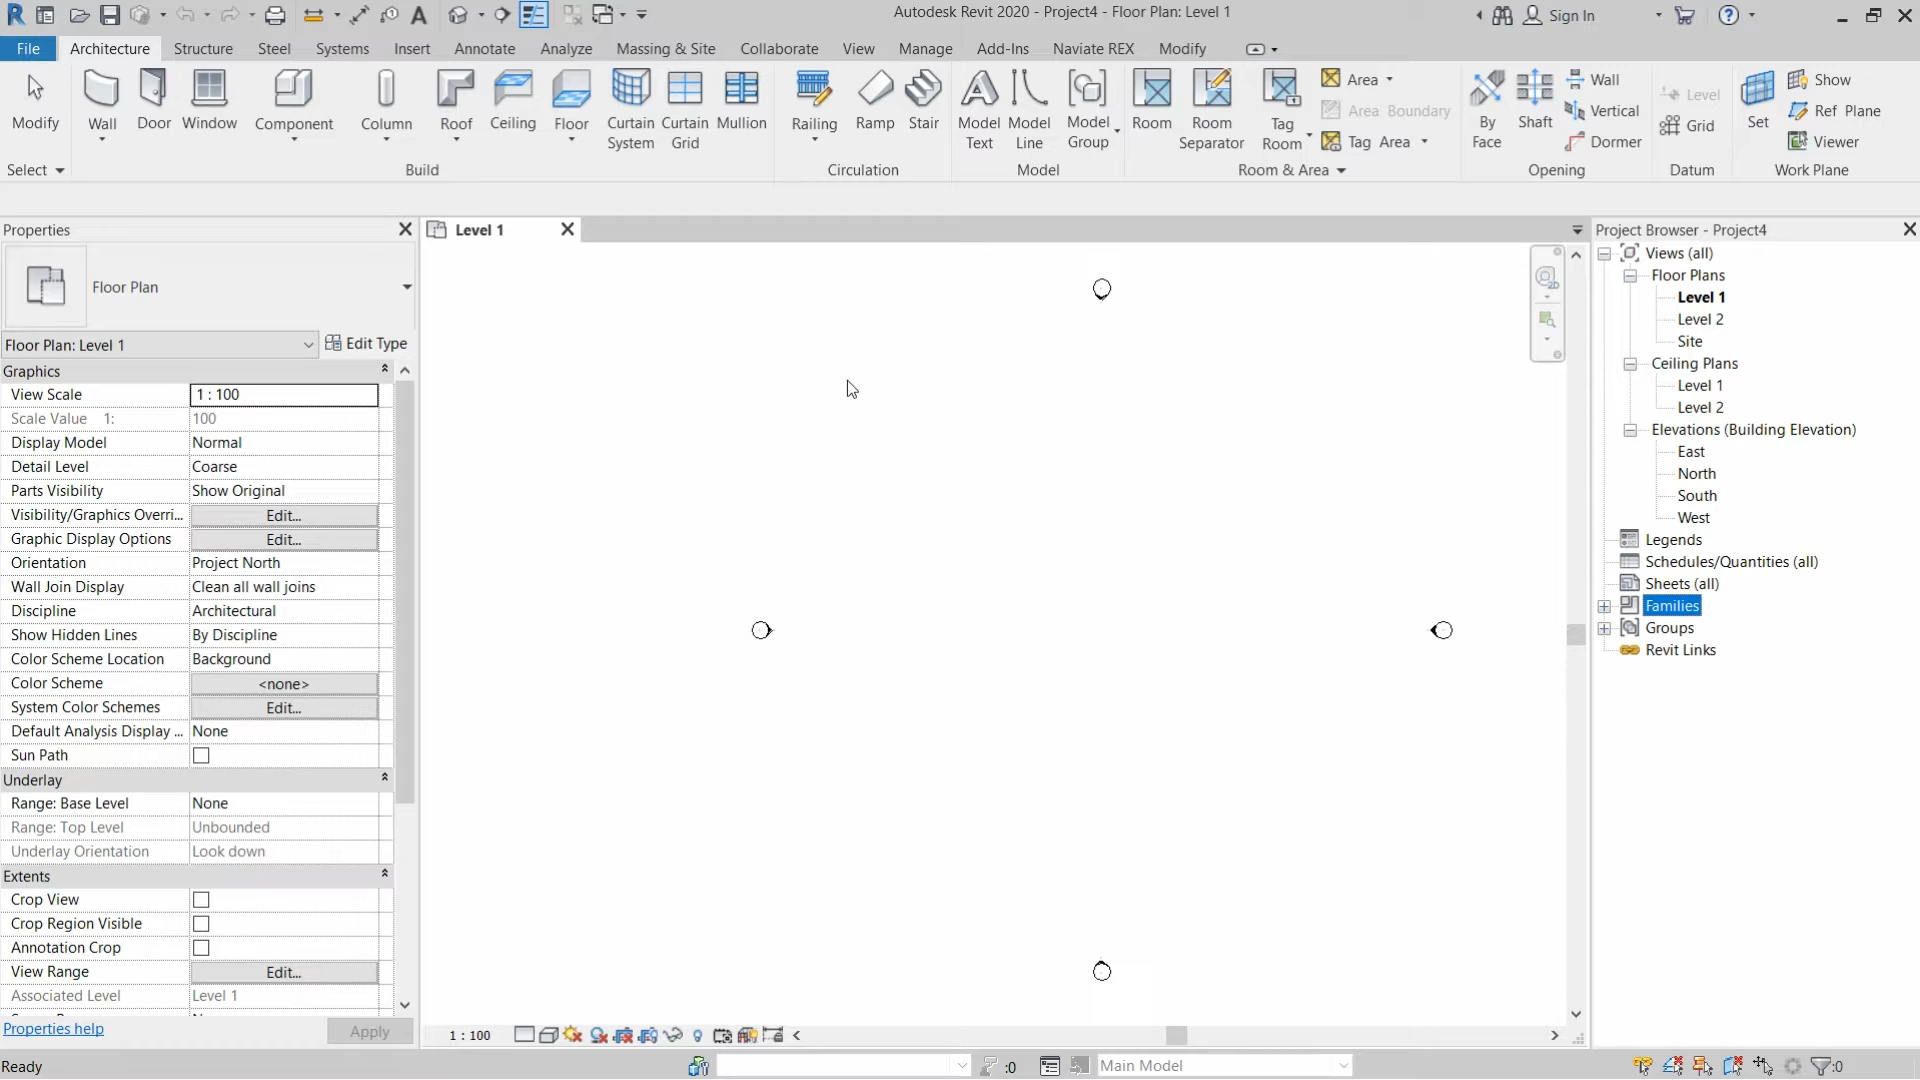 Autodesk Revit 2020 - Project4 - Floor Plan: Level 1
Sign In
File Architecture Structure Steel Systems Insert Annotate Analyze Massing & Site Collaborate View Manage Add-Ins Naviate REX Modify
Modify
Wall
Door
Window
Component
Column
Roof
Ceiling
Floor
Curtain System
Curtain Grid
Mullion
Railing
Ramp
Stair
Model Text
Model Line
Model Group
Room
Room Separator
Tag Room
Area
Area Boundary
Tag Area
By Face
Shaft
Wall
Vertical
Dormer
Level
Grid
Set
Show
Ref Plane
Viewer
Select
Build
Circulation
Model
Room & Area
Opening
Datum
Work Plane
Properties
Floor Plan
Floor Plan: Level 1
Edit Type
Graphics
View Scale 1 : 100
Scale Value 1: 100
Display Model Normal
Detail Level Coarse
Parts Visibility Show Original
Visibility/Graphics Overri... Edit...
Graphic Display Options Edit...
Orientation Project North
Wall Join Display Clean all wall joins
Discipline Architectural
Show Hidden Lines By Discipline
Color Scheme Location Background
Color Scheme <none>
System Color Schemes Edit...
Default Analysis Display ... None
Sun Path
Underlay
Range: Base Level None
Range: Top Level Unbounded
Underlay Orientation Look down
Extents
Crop View
Crop Region Visible
Annotation Crop
View Range Edit...
Associated Level Level 1
Properties help
Apply
Level 1
2D
1 : 100
Project Browser - Project4
Views (all)
Floor Plans
Level 1
Level 2
Site
Ceiling Plans
Level 1
Level 2
Elevations (Building Elevation)
East
North
South
West
Legends
Schedules/Quantities (all)
Sheets (all)
Families
Groups
Revit Links
Ready
:0
Main Model
:0